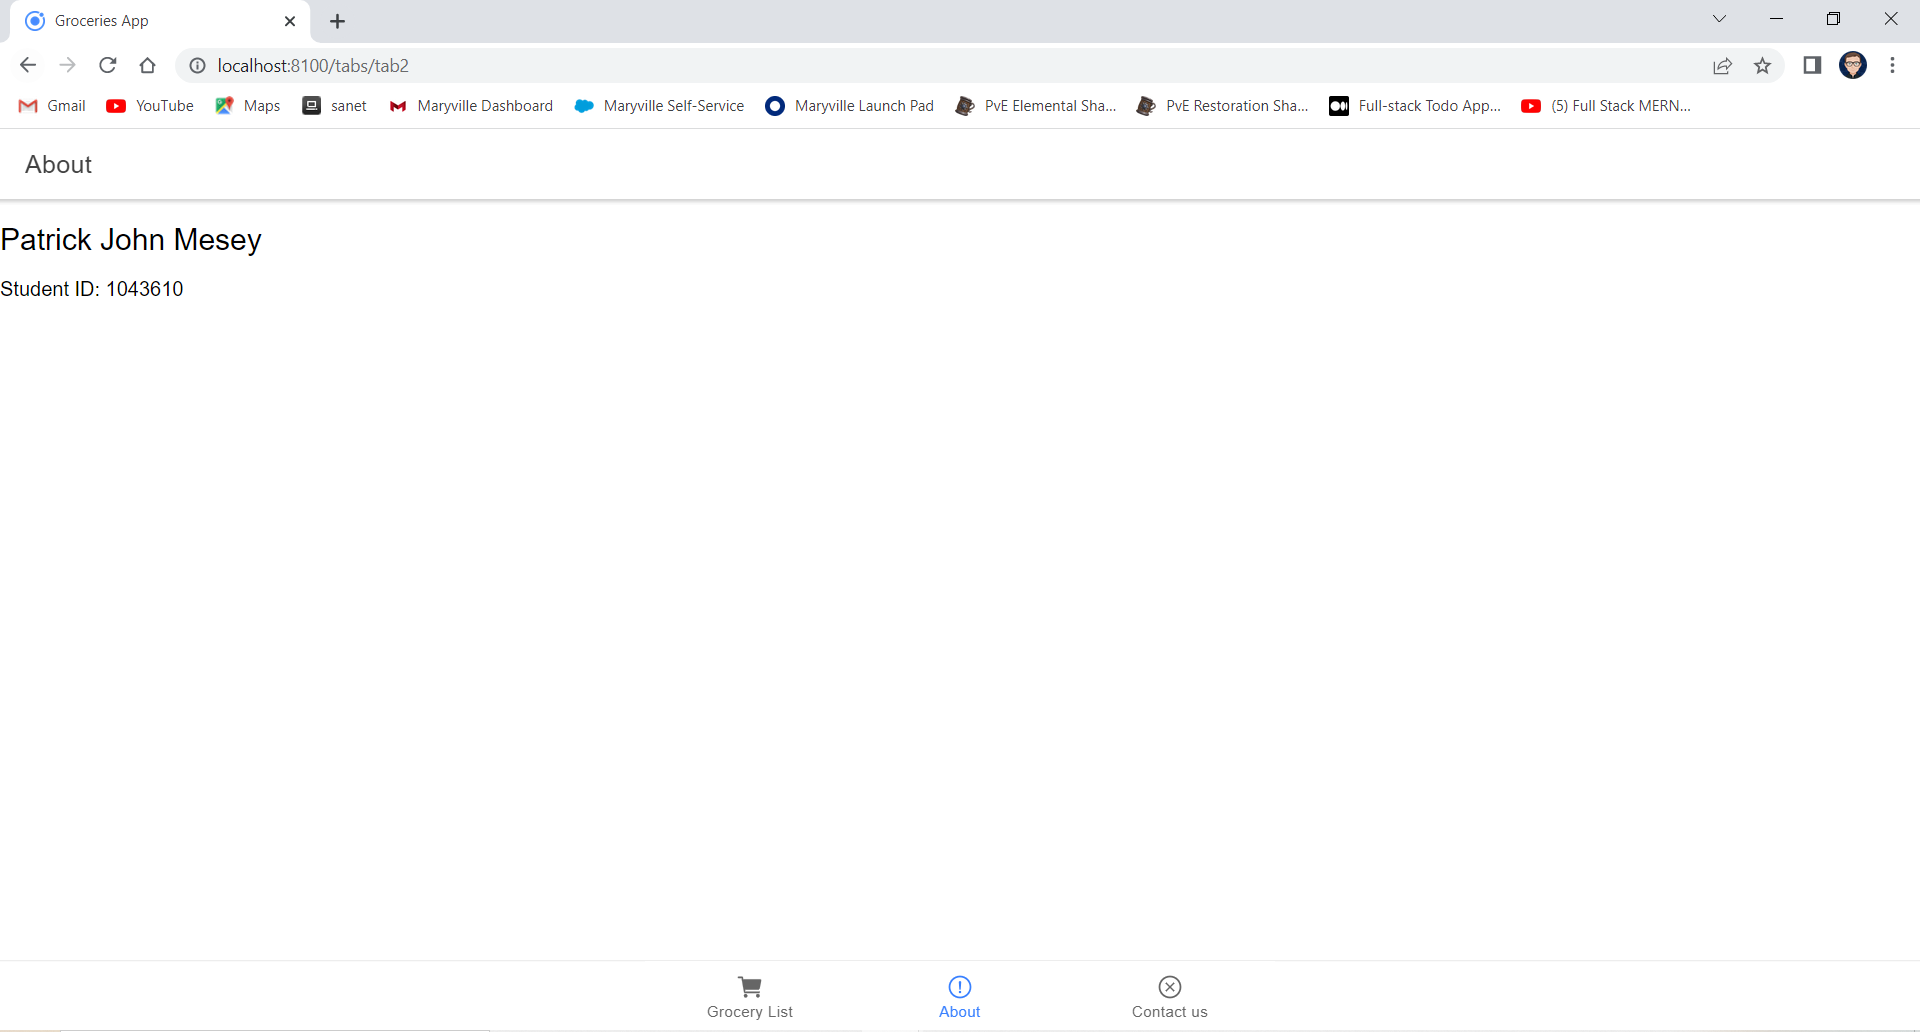 Groceries App
localhost:8100/tabs/tab2
Gmail YouTube Maps sanet Maryville Dashboard Maryville Self-Service Maryville Launch Pad PvE Elemental Sha... PvE Restoration Sha... Full-stack Todo App... (5) Full Stack MERN...
About
Patrick John Mesey
Student ID: 1043610
Grocery List About Contact us